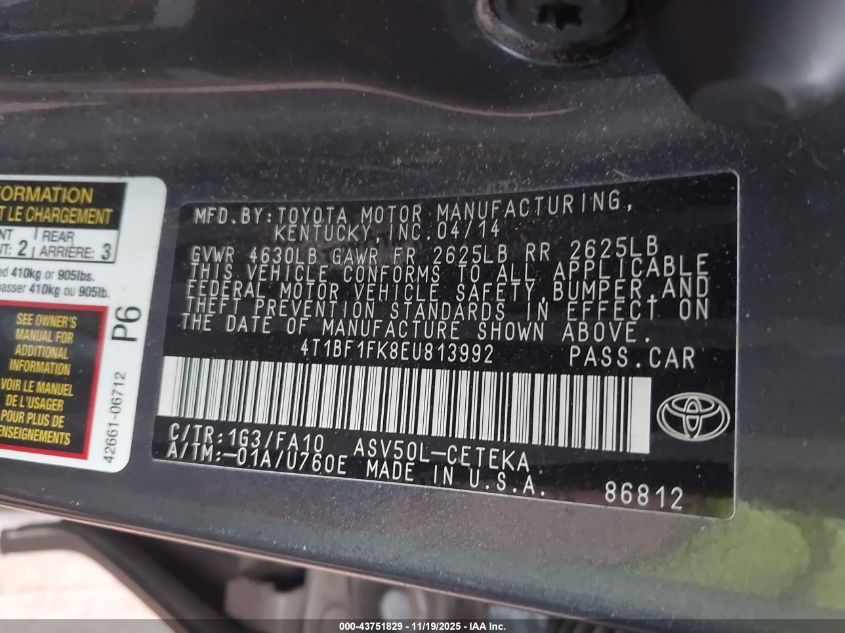 FORMATION
T LE CHARGEMENT
NT
T: 2
REAR
ARRIÈRE: 3
ed 410kg or 905lbs.
passer 410kg ou 905lb.
SEE OWNER'S
MANUAL FOR
ADDITIONAL
INFORMATION
VOIR LE MANUEL
DE L'USAGER
POUR PLUS DE
RENSEIGNEMENTS
P6
42661-06712
MFD.BY:TOYOTA MOTOR MANUFACTURING,
KENTUCKY,INC.04/14
GVWR 4630LB GAWR FR 2625LB RR 2625LB
THIS VEHICLE CONFORMS TO ALL APPLICABLE
FEDERAL MOTOR VEHICLE SAFETY,BUMPER,AND
THEFT PREVENTION STANDARDS IN EFFECT ON
THE DATE OF MANUFACTURE SHOWN ABOVE.
4T1BF1FK8EU813992 PASS.CAR
C/TR:1G3/FA10 ASV50L-CETEKA
A/TM:-01A/U760E MADE IN U.S.A.
86812
000-43751829 - 11/19/2025 - IAA Inc.